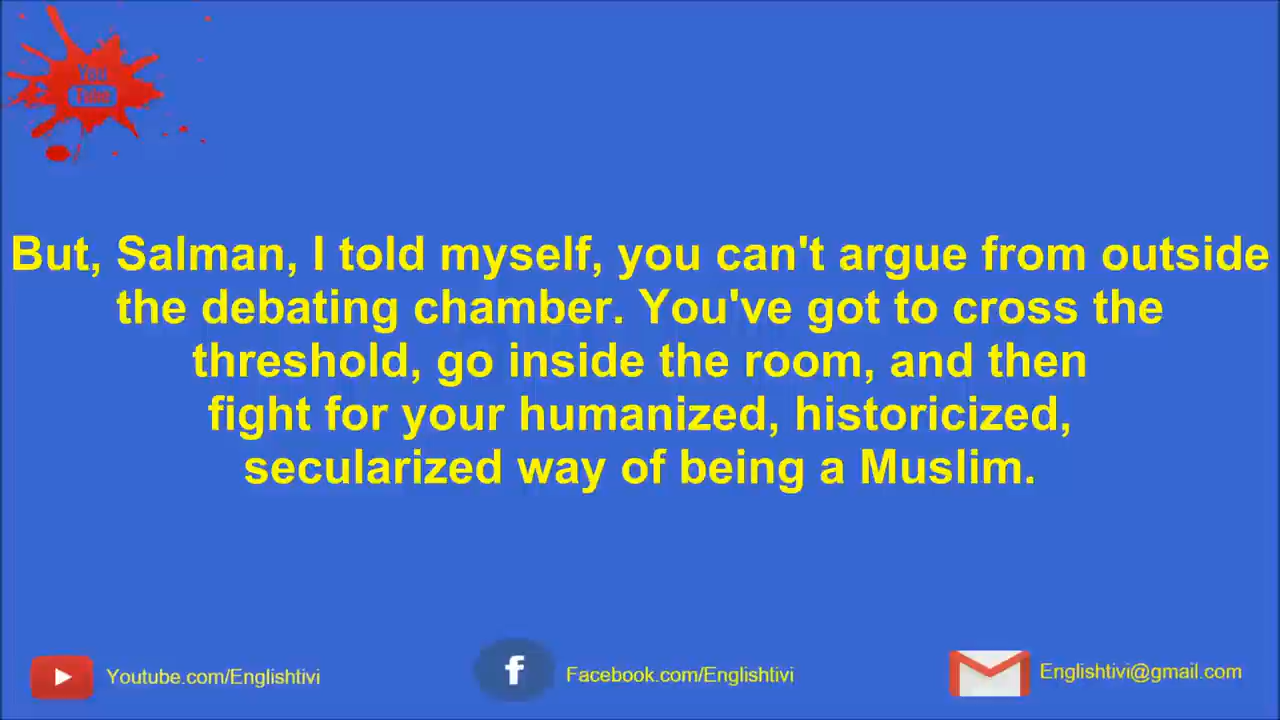 You
Tube
But, Salman, I told myself, you can't argue from outside
the debating chamber. You've got to cross the
threshold, go inside the room, and then
fight for your humanized, historicized,
secularized way of being a Muslim.
Youtube.com/Englishtivi
f
Facebook.com/Englishtivi
Englishtivi@gmail.com